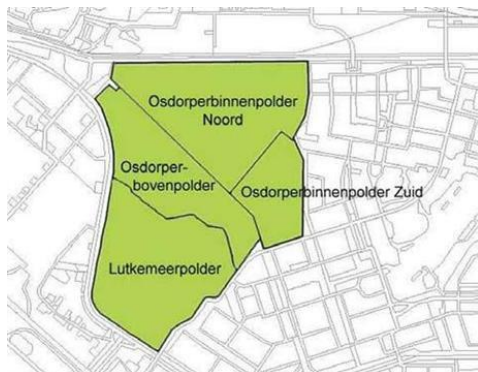 Osdorperbinnenpolder
Noord
Osdorper-
bovenpolder
Osdorperbinnenpolder Zuid
Lutkemeerpolder